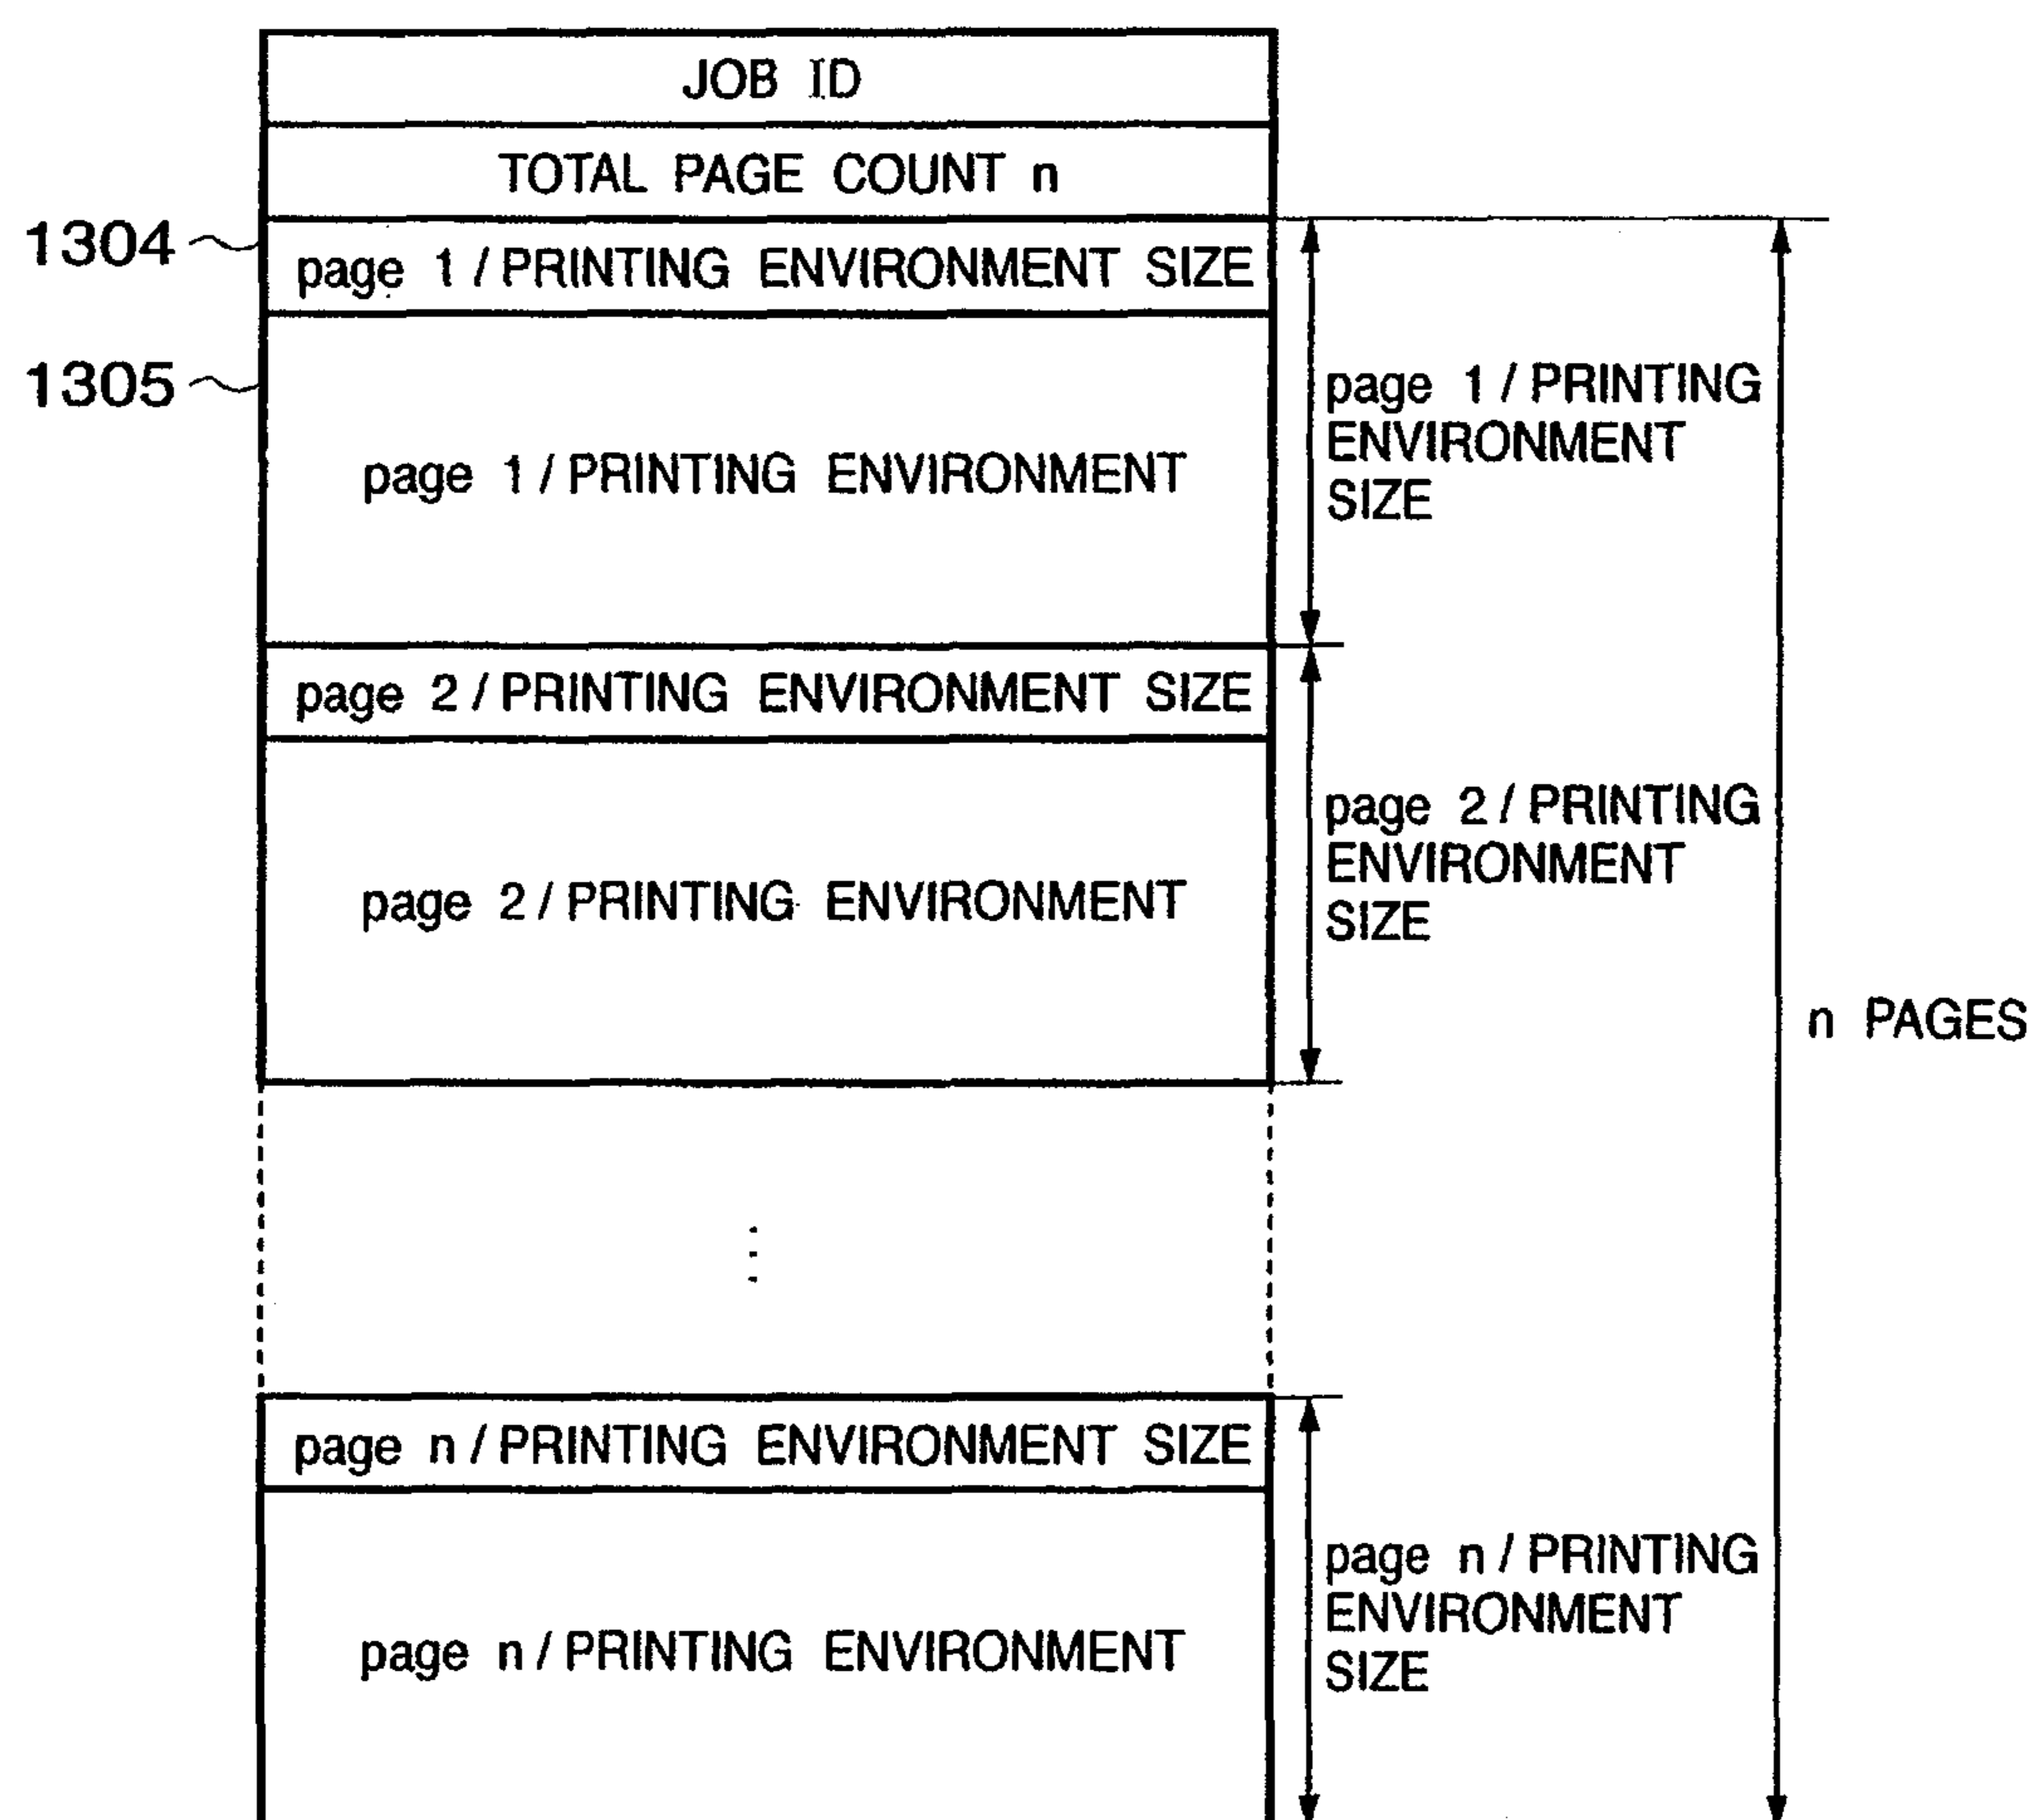 JOB ID
TOTAL PAGE COUNT n
1304
page 1 / PRINTING ENVIRONMENT SIZE
1305
page 1 / PRINTING ENVIRONMENT
page 1 / PRINTING
ENVIRONMENT
SIZE
page 2 / PRINTING ENVIRONMENT SIZE
page 2 / PRINTING ENVIRONMENT
page 2 / PRINTING
ENVIRONMENT
SIZE
n PAGES
⋮
page n / PRINTING ENVIRONMENT SIZE
page n / PRINTING ENVIRONMENT
page n / PRINTING
ENVIRONMENT
SIZE